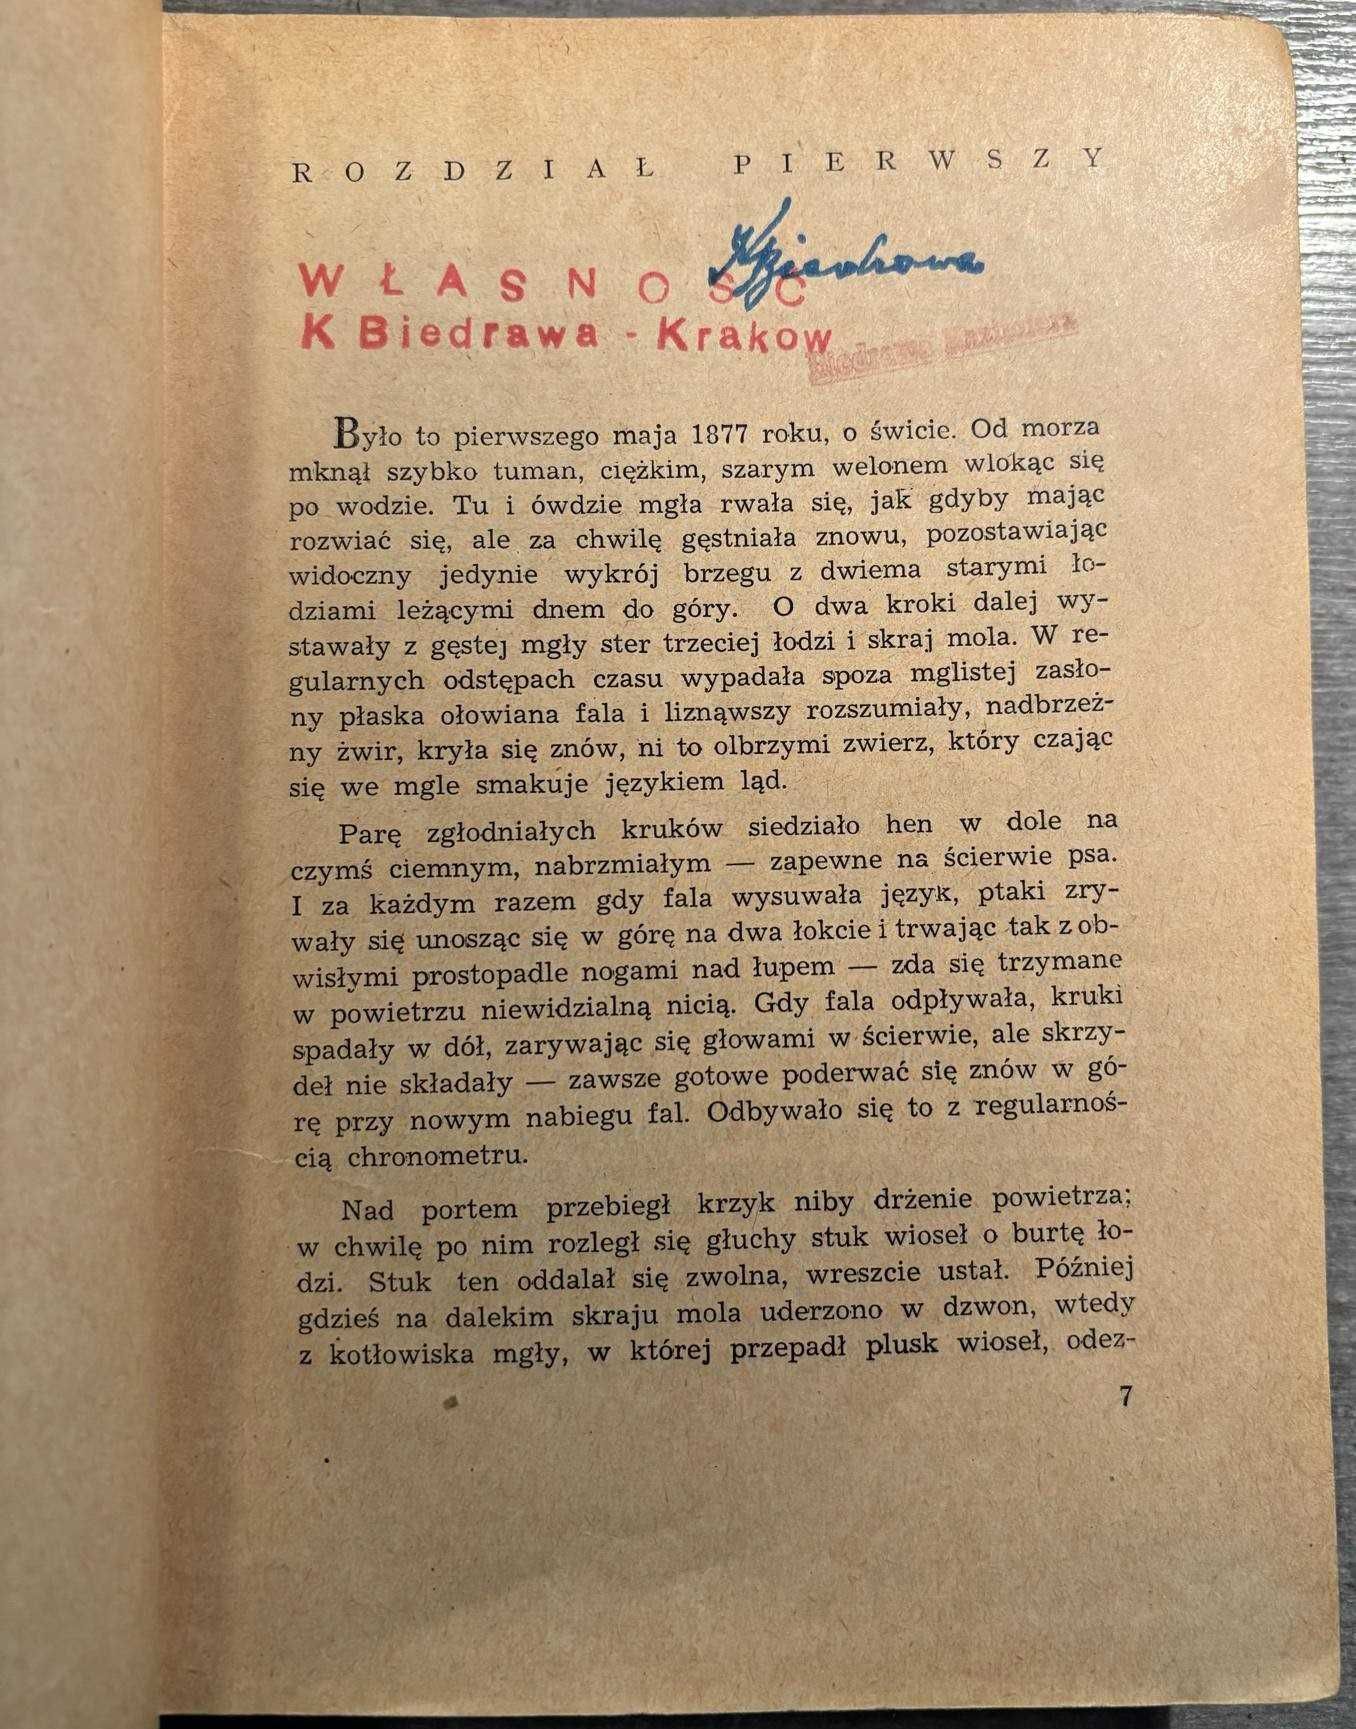 ROZDZIAŁ PIERWSZY
WŁASNOŚĆ
K Biedrawa - Krakow
Było to pierwszego maja 1877 roku, o świcie. Od morza
mknął szybko tuman, ciężkim, szarym welonem wlokąc się
po wodzie. Tu i ówdzie mgła rwała się, jak gdyby mając
rozwiać się, ale za chwilę gęstniała znowu, pozostawiając
widoczny jedynie wykrój brzegu z dwiema starymi ło-
dziami leżącymi dnem do góry. O dwa kroki dalej wy-
stawały z gęstej mgły ster trzeciej łodzi i skraj mola. W re-
gularnych odstępach czasu wypadała spoza mglistej zasło-
ny płaska ołowiana fala i liznąwszy rozszumiały, nadbrzeż-
ny żwir, kryła się znów, ni to olbrzymi zwierz, który czając
się we mgle smakuje językiem ląd.
Parę zgłodniałych kruków siedziało hen w dole na
czymś ciemnym, nabrzmiałym — zapewne na ścierwie psa.
I za każdym razem gdy fala wysuwała język, ptaki zry-
wały się unosząc się w górę na dwa łokcie i trwając tak z ob-
wisłymi prostopadle nogami nad łupem — zda się trzymane
w powietrzu niewidzialną nicią. Gdy fala odpływała, kruki
spadały w dół, zarywając się głowami w ścierwie, ale skrzy-
deł nie składały — zawsze gotowe poderwać się znów w gó-
rę przy nowym nabiegu fal. Odbywało się to z regularnoś-
cią chronometru.
Nad portem przebiegł krzyk niby drżenie powietrza;
w chwilę po nim rozległ się głuchy stuk wioseł o burtę ło-
dzi. Stuk ten oddalał się zwolna, wreszcie ustał. Później
gdzieś na dalekim skraju mola uderzono w dzwon, wtedy
z kotłowiska mgły, w której przepadł plusk wioseł, odez-
7